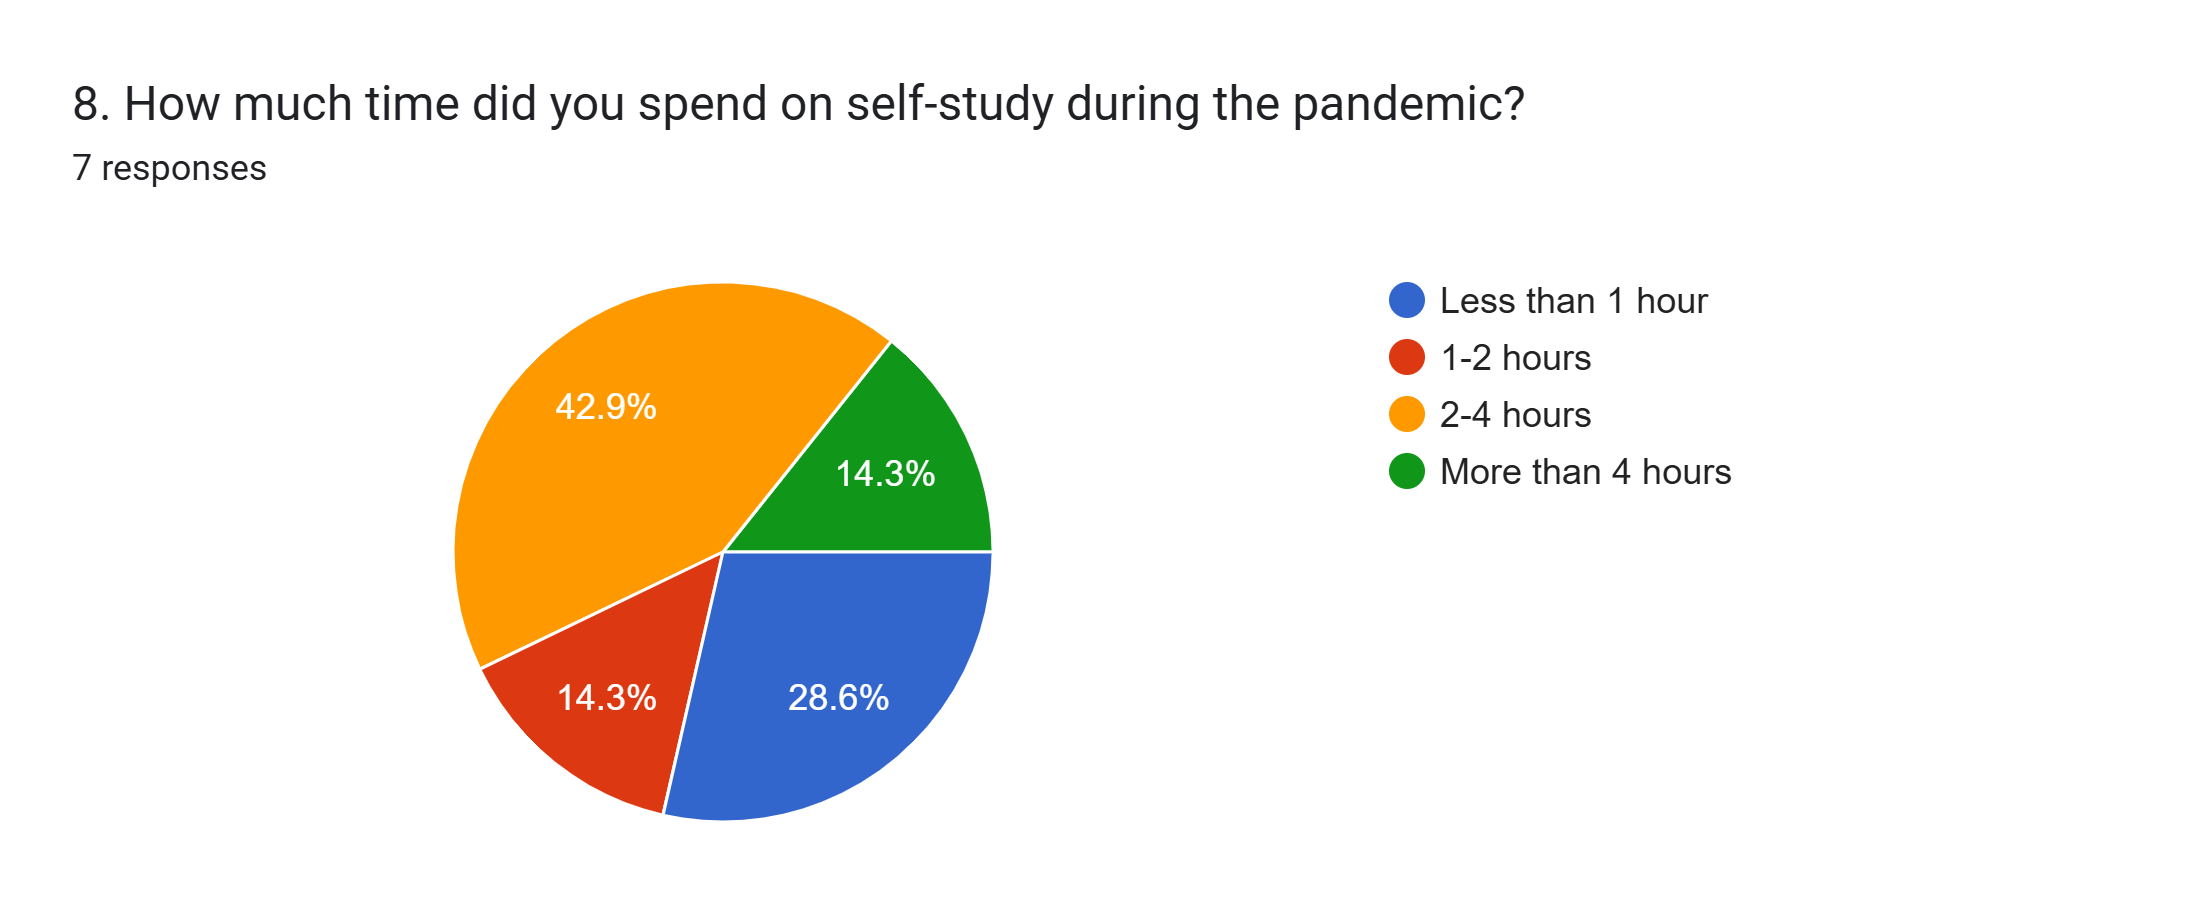 8. How much time did you spend on self-study during the pandemic?
7 responses
Less than 1 hour
1-2 hours
2-4 hours
More than 4 hours
42.9%
14.3%
14.3%
28.6%